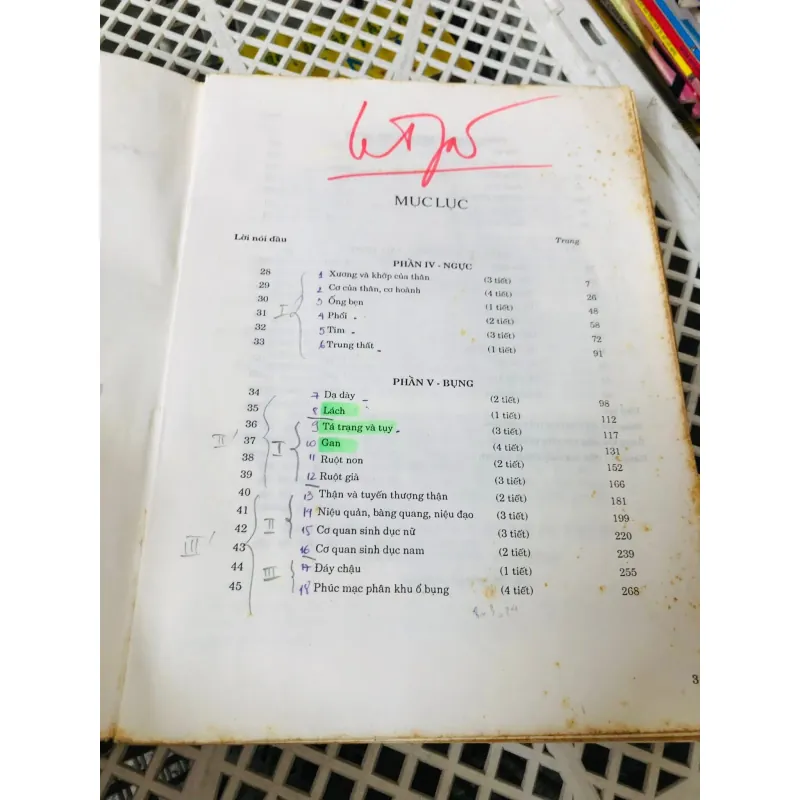 MỤC LỤC
Lời nói đầu Trang
PHẦN IV - NGỰC
28 1 Xương và khớp của thân (3 tiết) 7
29 2 Cơ của thân, cơ hoành (4 tiết) 26
30 3 Ống bẹn (1 tiết) 48
I 31 4 Phổi (2 tiết) 58
32 5 Tim (3 tiết) 72
33 6 Trung thất (1 tiết) 91
PHẦN V - BỤNG
34 7 Dạ dày (2 tiết) 98
35 8 Lách (1 tiết) 112
36 9 Tá tràng và tụy (3 tiết) 117
II' 37 I 10 Gan (4 tiết) 131
38 11 Ruột non (2 tiết) 152
39 12 Ruột già (3 tiết) 166
40 13 Thận và tuyến thượng thận (2 tiết) 181
41 14 Niệu quản, bàng quang, niệu đạo (3 tiết) 199
42 II 15 Cơ quan sinh dục nữ (3 tiết) 220
III' 43 16 Cơ quan sinh dục nam (2 tiết) 239
44 III 17 Đáy chậu (1 tiết) 255
45 18 Phúc mạc phân khu ổ bụng (4 tiết) 268
3